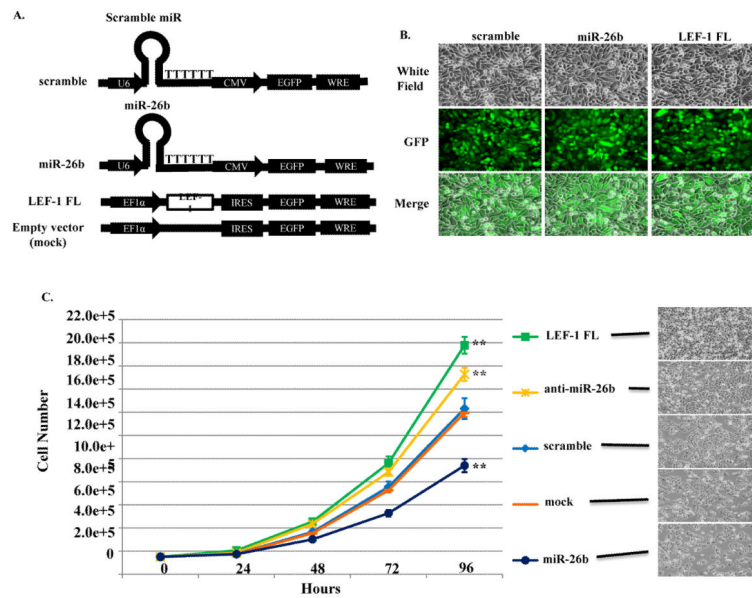 A.
Scramble miR
TTTTTT
scramble
U6 CMV EGFP WRE
miR-26b
TTTTTT
miR-26b
U6 CMV EGFP WRE
LEF-1 FL
EF1α LEF-1 IRES EGFP WRE
Empty vector
(mock)
EF1α IRES EGFP WRE
B.
scramble miR-26b LEF-1 FL
White
Field
GFP
Merge
C.
22.0e+5
20.0e+5
18.0e+5
16.0e+5
14.0e+5
12.0e+5
10.0e+
8.0e+5
6.0e+5
4.0e+5
2.0e+5
0
Cell Number
0 24 48 72 96
Hours
**
**
**
LEF-1 FL
anti-miR-26b
scramble
mock
miR-26b